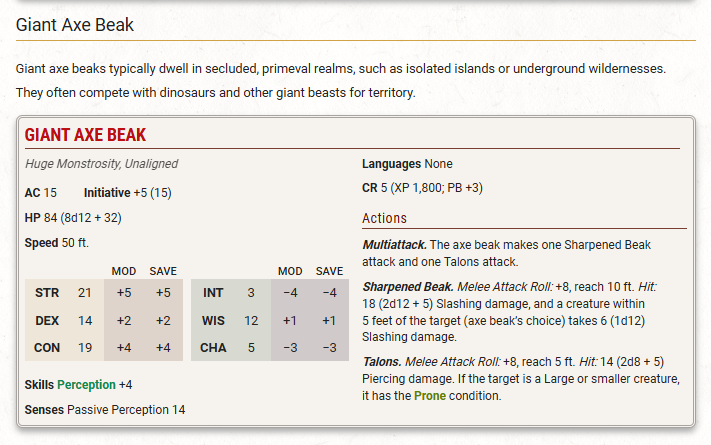 Giant Axe Beak
Giant axe beaks typically dwell in secluded, primeval realms, such as isolated islands or underground wildernesses.
They often compete with dinosaurs and other giant beasts for territory.
GIANT AXE BEAK
Huge Monstrosity, Unaligned
AC 15 Initiative +5 (15)
HP 84 (8d12 + 32)
Speed 50 ft.
MOD SAVE MOD SAVE
STR 21 +5 +5 INT 3 −4 −4
DEX 14 +2 +2 WIS 12 +1 +1
CON 19 +4 +4 CHA 5 −3 −3
Skills Perception +4
Senses Passive Perception 14
Languages None
CR 5 (XP 1,800; PB +3)
Actions
Multiattack. The axe beak makes one Sharpened Beak
attack and one Talons attack.
Sharpened Beak. Melee Attack Roll: +8, reach 10 ft. Hit:
18 (2d12 + 5) Slashing damage, and a creature within
5 feet of the target (axe beak's choice) takes 6 (1d12)
Slashing damage.
Talons. Melee Attack Roll: +8, reach 5 ft. Hit: 14 (2d8 + 5)
Piercing damage. If the target is a Large or smaller creature,
it has the Prone condition.